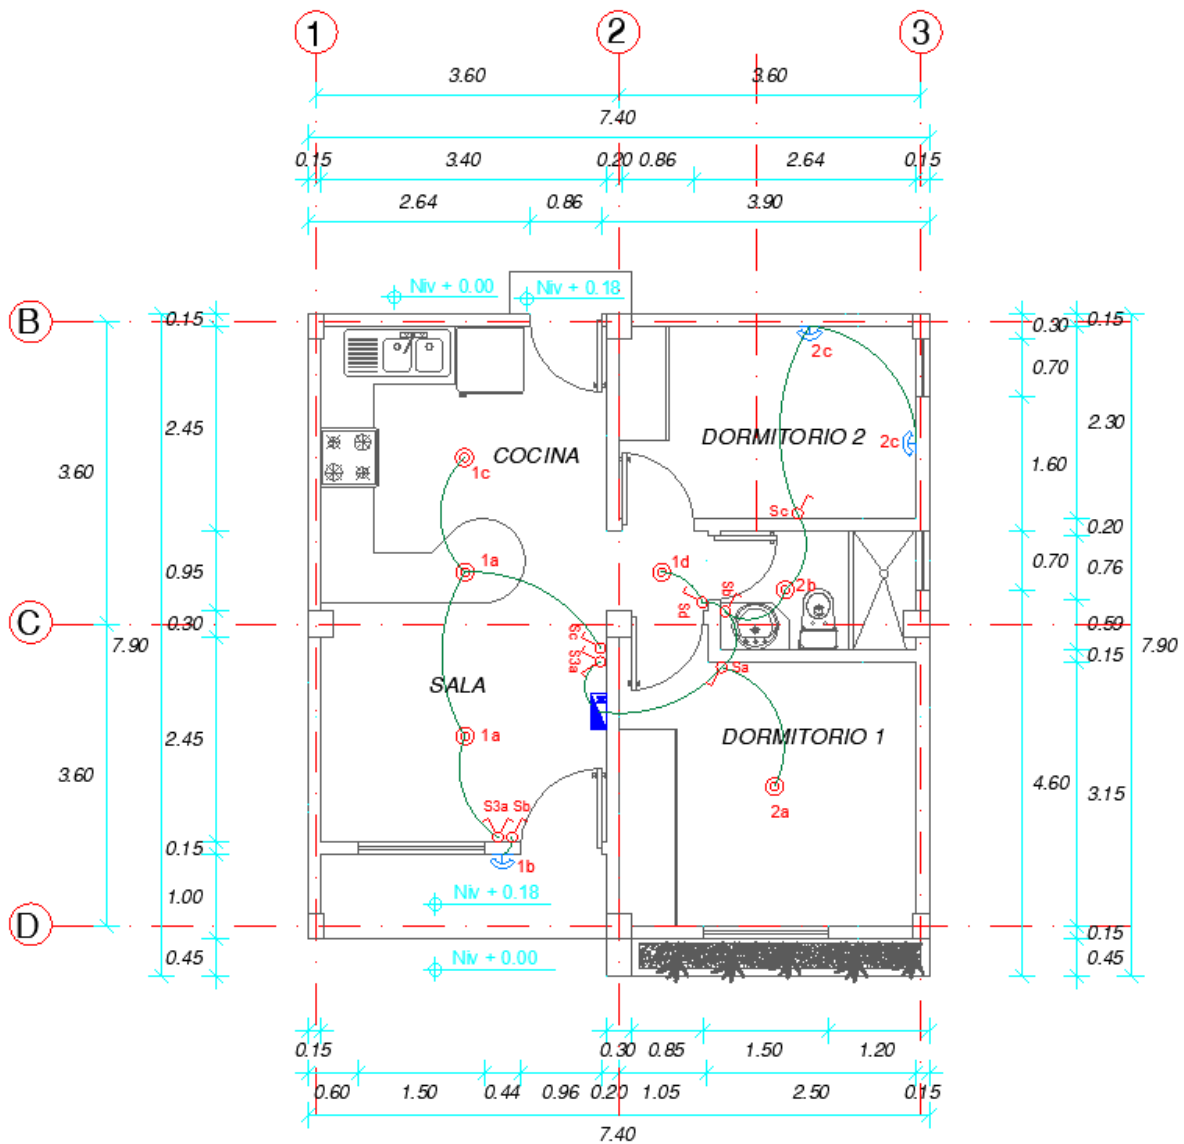 1 2 3
3.60 3.60
7.40
0.15 3.40 0.20 0.86 2.64 0.15
2.64 0.86 3.90
Niv + 0.00 Niv + 0.18
B
0.15 0.30 0.15
2c
0.70
2.45 2.30
DORMITORIO 2 2c
COCINA
3.60 1c 1.60
Sc
0.20
1a 1d
0.95 0.70 0.76
2b
Sb
Sd
C
0.30 0.50
7.90 0.15 7.90
Sc
S3a
Sa
SALA
2.45 1a DORMITORIO 1
3.60 4.60 3.15
S3a Sb 2a
0.15
1b
1.00 Niv + 0.18
D
0.15
0.45 Niv + 0.00 0.45
0.15 0.30 0.85 1.50 1.20
0.60 1.50 0.44 0.96 0.20 1.05 2.50 0.15
7.40